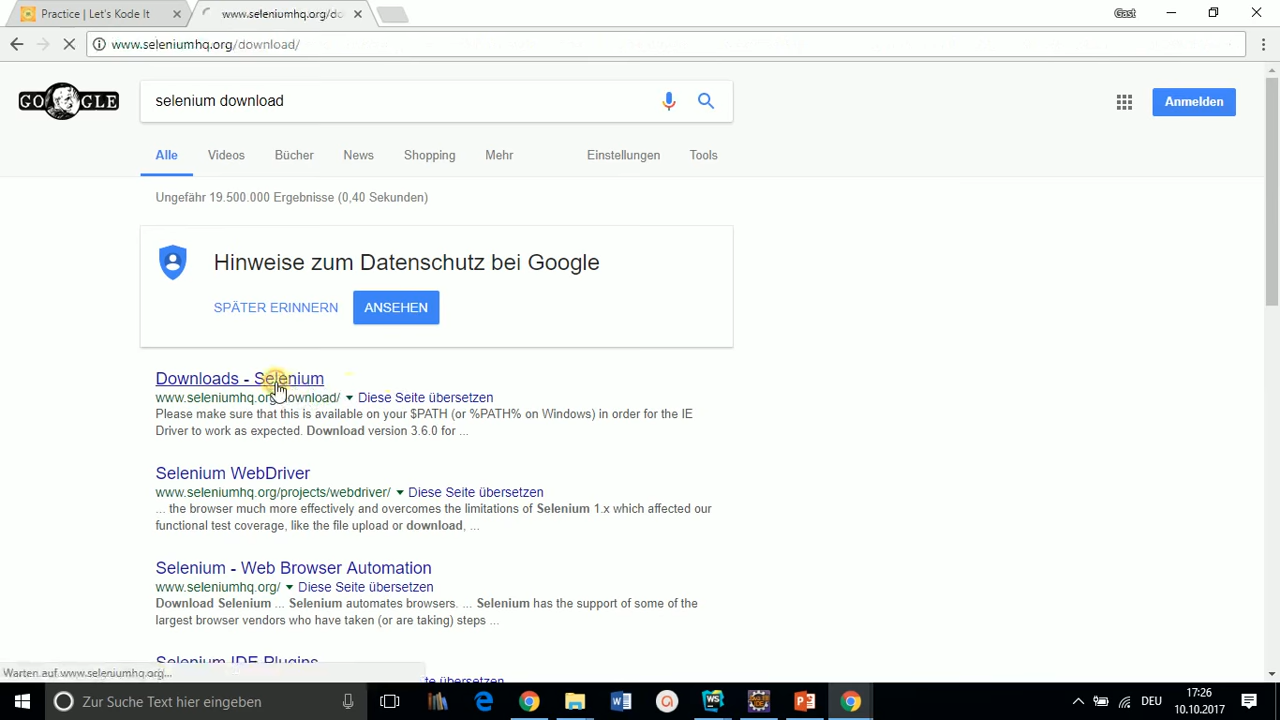 Practice | Let's Kode It
www.seleniumhq.org/do
Gast
www.seleniumhq.org/download/
GO GLE
selenium download
Anmelden
Alle
Videos
Bücher
News
Shopping
Mehr
Einstellungen
Tools
Ungefähr 19.500.000 Ergebnisse (0,40 Sekunden)
Hinweise zum Datenschutz bei Google
SPÄTER ERINNERN
ANSEHEN
Downloads - Selenium
www.seleniumhq.org/download/ Diese Seite übersetzen
Please make sure that this is available on your $PATH (or %PATH% on Windows) in order for the IE
Driver to work as expected. Download version 3.6.0 for ...
Selenium WebDriver
www.seleniumhq.org/projects/webdriver/ Diese Seite übersetzen
... the browser much more effectively and overcomes the limitations of Selenium 1.x which affected our
functional test coverage, like the file upload or download, ...
Selenium - Web Browser Automation
www.seleniumhq.org/ Diese Seite übersetzen
Download Selenium ... Selenium automates browsers. ... Selenium has the support of some of the
largest browser vendors who have taken (or are taking) steps ...
Selenium IDE Plugins
Warten auf www.seleniumhq.org...
te übersetzen
Zur Suche Text hier eingeben
DEU
17:26
10.10.2017